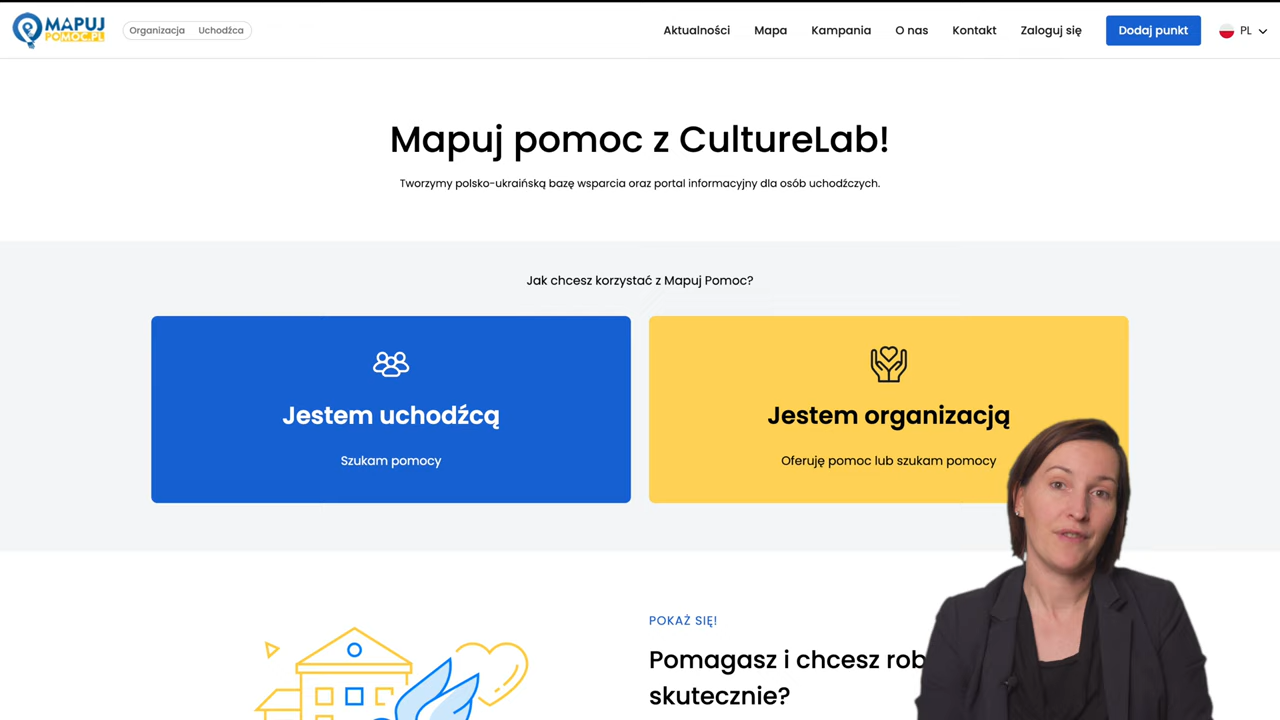 MAPUJ
POMOC.PL
Organizacja Uchodźca
Aktualności Mapa Kampania O nas Kontakt Zaloguj się Dodaj punkt PL
Mapuj pomoc z CultureLab!
Tworzymy polsko-ukraińską bazę wsparcia oraz portal informacyjny dla osób uchodźczych.
Jak chcesz korzystać z Mapuj Pomoc?
Jestem uchodźcą
Szukam pomocy
Jestem organizacją
Oferuję pomoc lub szukam pomocy
POKAŻ SIĘ!
Pomagasz i chcesz rob
skutecznie?